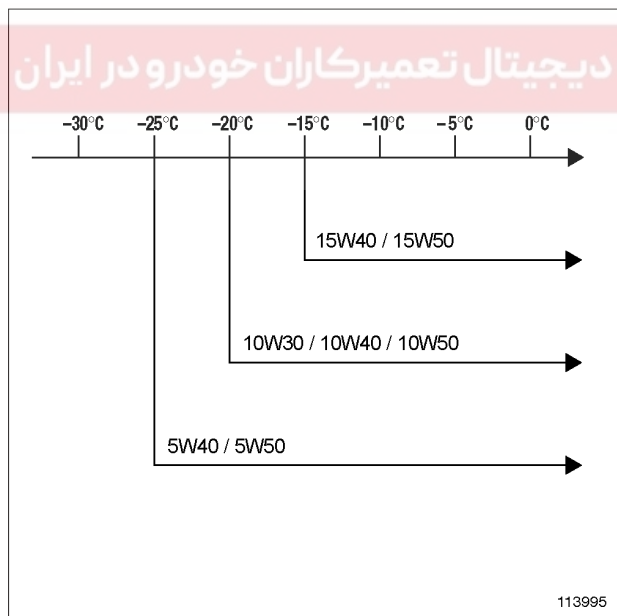 دیجیتال تعمیرکاران خودرو در ایران
–30°C –25°C –20°C –15°C –10°C –5°C 0°C
15W40 / 15W50
10W30 / 10W40 / 10W50
5W40 / 5W50
113995